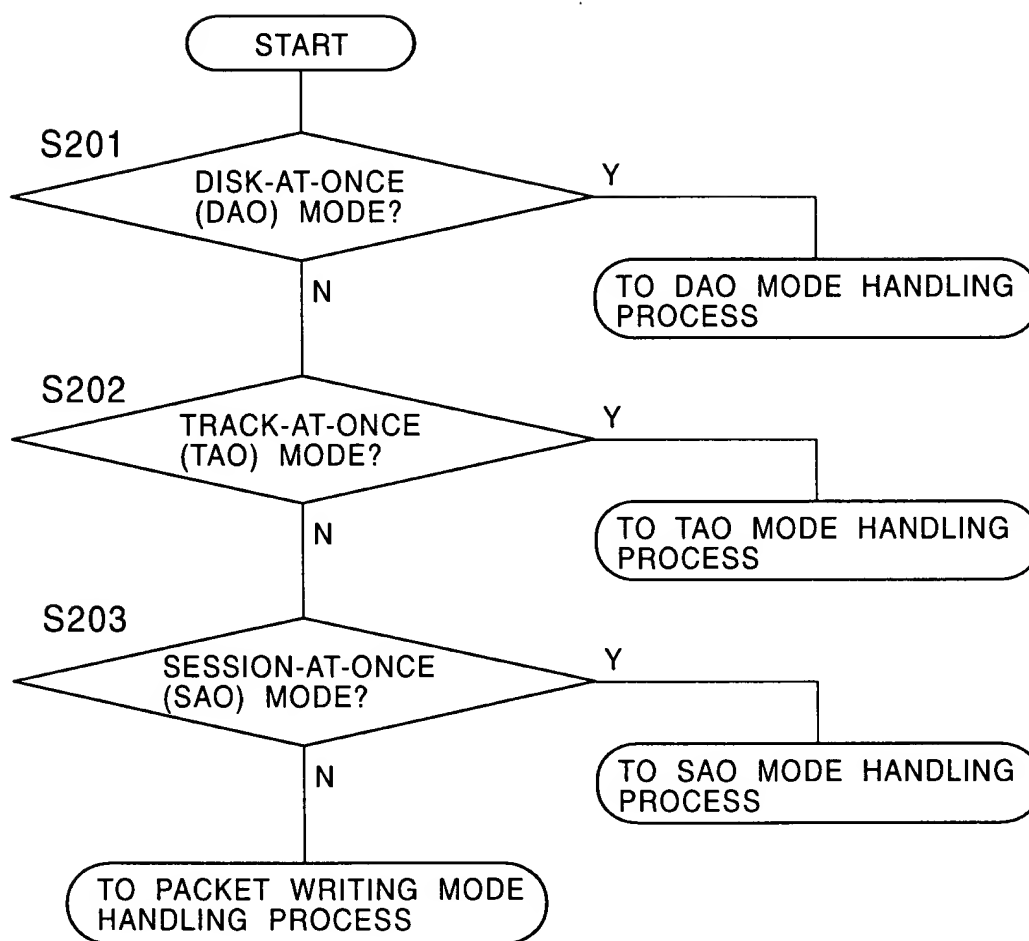 START
S201
DISK-AT-ONCE
(DAO) MODE?
Y
N
TO DAO MODE HANDLING
PROCESS
S202
TRACK-AT-ONCE
(TAO) MODE?
Y
N
TO TAO MODE HANDLING
PROCESS
S203
SESSION-AT-ONCE
(SAO) MODE?
Y
N
TO SAO MODE HANDLING
PROCESS
TO PACKET WRITING MODE
HANDLING PROCESS